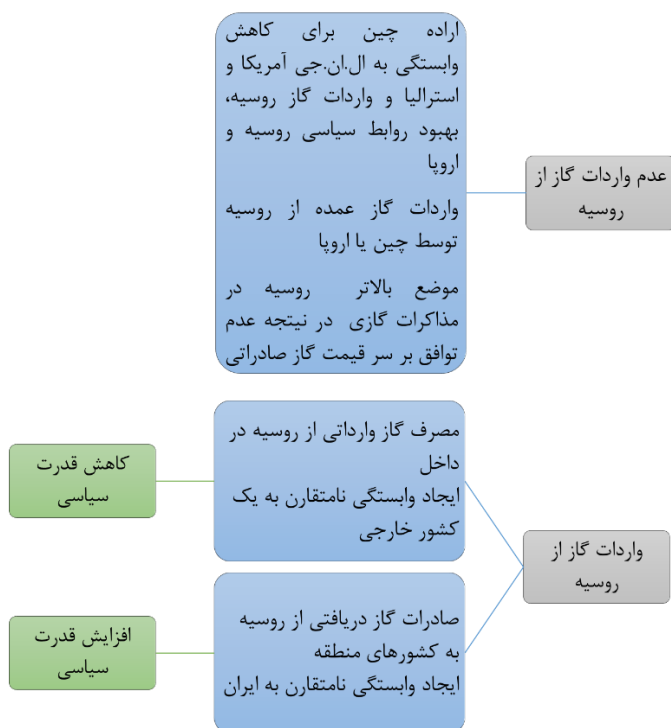 اراده چین برای کاهش
وابستگی به ال.ان.جی آمریکا و
استرالیا و واردات گاز روسیه،
بهبود روابط سیاسی روسیه و
اروپا
واردات گاز عمده از روسیه
توسط چین یا اروپا
موضع بالاتر روسیه در
مذاکرات گازی در نیتجه عدم
توافق بر سر قیمت گاز صادراتی
عدم واردات گاز از
روسیه
مصرف گاز وارداتی از روسیه در
داخل
ایجاد وابستگی نامتقارن به یک
کشور خارجی
کاهش قدرت
سیاسی
واردات گاز از
روسیه
صادرات گاز دریافتی از روسیه
به کشورهای منطقه
ایجاد وابستگی نامتقارن به ایران
افزایش قدرت
سیاسی